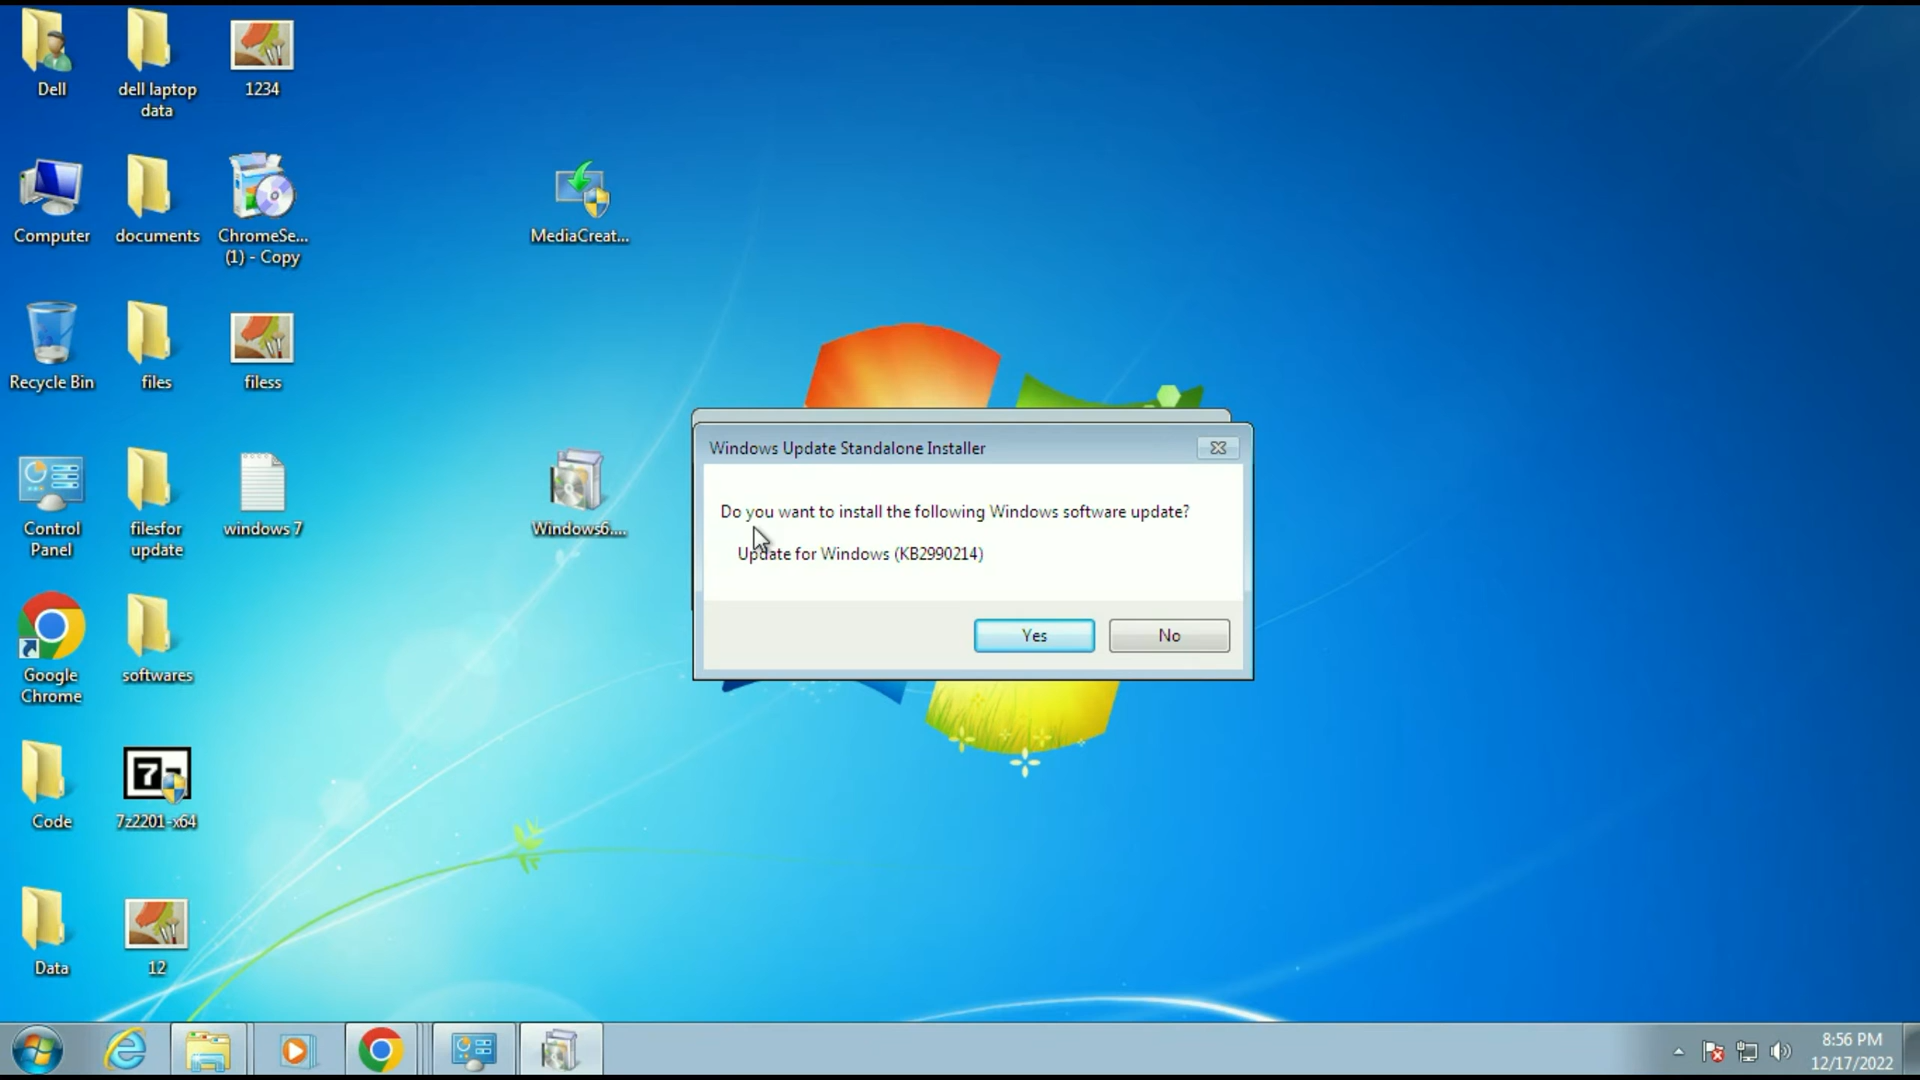 Dell
dell laptop
data
1234
Computer
documents
ChromeSe...
(1) - Copy
MediaCreat...
Recycle Bin
files
filess
Control
Panel
filesfor
update
windows 7
Windows6....
Windows Update Standalone Installer
Do you want to install the following Windows software update?
Update for Windows (KB2990214)
Yes
No
Google
Chrome
softwares
Code
7z2201-x64
Data
12
8:56 PM
12/17/2022